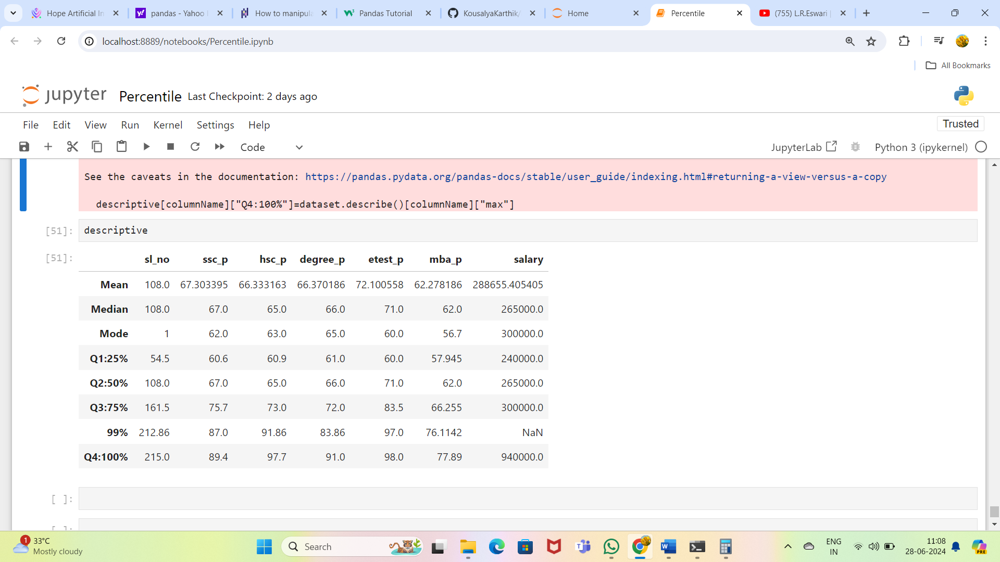 Hope Artificial In
pandas - Yahoo
How to manipula
Pandas Tutorial
KousalyaKarthik/
Home
Percentile
(755) L.R.Eswari |
localhost:8889/notebooks/Percentile.ipynb
All Bookmarks
jupyter Percentile Last Checkpoint: 2 days ago
File Edit View Run Kernel Settings Help
Trusted
Code
JupyterLab
Python 3 (ipykernel)
See the caveats in the documentation: https://pandas.pydata.org/pandas-docs/stable/user_guide/indexing.html#returning-a-view-versus-a-copy
descriptive[columnName]["Q4:100%"]=dataset.describe()[columnName]["max"]
[51]: descriptive
[51]:
sl_no ssc_p hsc_p degree_p etest_p mba_p salary
Mean 108.0 67.303395 66.333163 66.370186 72.100558 62.278186 288655.405405
Median 108.0 67.0 65.0 66.0 71.0 62.0 265000.0
Mode 1 62.0 63.0 65.0 60.0 56.7 300000.0
Q1:25% 54.5 60.6 60.9 61.0 60.0 57.945 240000.0
Q2:50% 108.0 67.0 65.0 66.0 71.0 62.0 265000.0
Q3:75% 161.5 75.7 73.0 72.0 83.5 66.255 300000.0
99% 212.86 87.0 91.86 83.86 97.0 76.1142 NaN
Q4:100% 215.0 89.4 97.7 91.0 98.0 77.89 940000.0
[ ]:
[ ]:
1
33°C
Mostly cloudy
Search
ENG
IN
11:08
28-06-2024
PRE